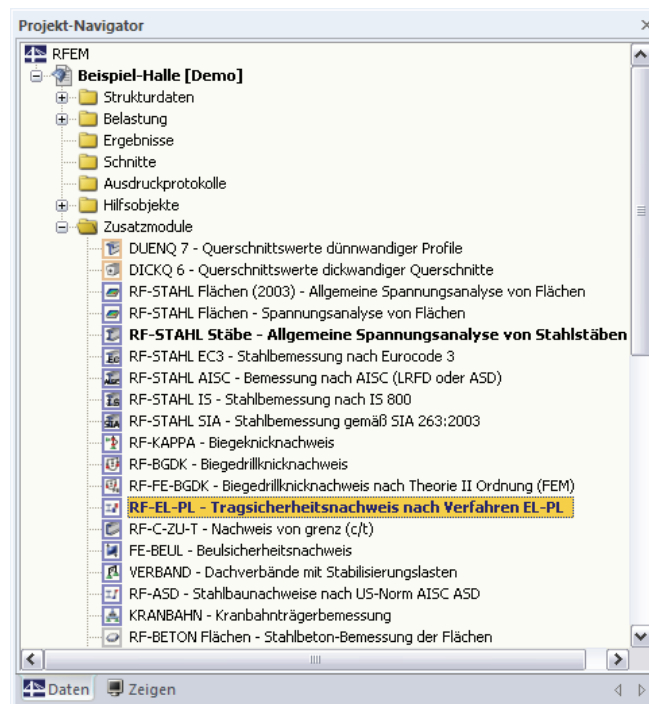 Projekt-Navigator
RFEM
Beispiel-Halle [Demo]
Strukturdaten
Belastung
Ergebnisse
Schnitte
Ausdruckprotokolle
Hilfsobjekte
Zusatzmodule
DUENQ 7 - Querschnittswerte dünnwandiger Profile
DICKQ 6 - Querschnittswerte dickwandiger Querschnitte
RF-STAHL Flächen (2003) - Allgemeine Spannungsanalyse von Flächen
RF-STAHL Flächen - Spannungsanalyse von Flächen
RF-STAHL Stäbe - Allgemeine Spannungsanalyse von Stahlstäben
RF-STAHL EC3 - Stahlbemessung nach Eurocode 3
RF-STAHL AISC - Bemessung nach AISC (LRFD oder ASD)
RF-STAHL IS - Stahlbemessung nach IS 800
RF-STAHL SIA - Stahlbemessung gemäß SIA 263:2003
RF-KAPPA - Biegeknicknachweis
RF-BGDK - Biegedrillknicknachweis
RF-FE-BGDK - Biegedrillknicknachweis nach Theorie II Ordnung (FEM)
RF-EL-PL - Tragsicherheitsnachweis nach Verfahren EL-PL
RF-C-ZU-T - Nachweis von grenz (c/t)
FE-BEUL - Beulsicherheitsnachweis
VERBAND - Dachverbände mit Stabilisierungslasten
RF-ASD - Stahlbaunachweise nach US-Norm AISC ASD
KRANBAHN - Kranbahnträgerbemessung
RF-BETON Flächen - Stahlbeton-Bemessung der Flächen
Daten Zeigen